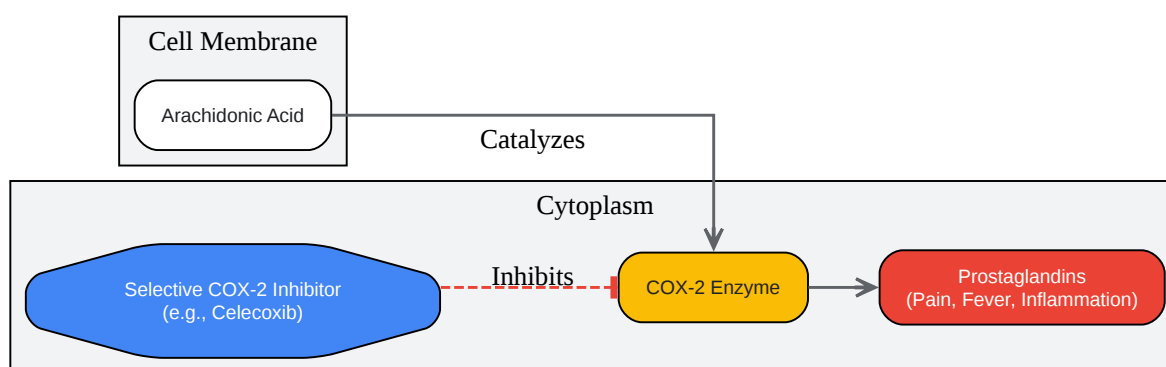 Cell Membrane
Arachidonic Acid
Catalyzes
Cytoplasm
Selective COX-2 Inhibitor
(e.g., Celecoxib)
Inhibits
COX-2 Enzyme
Prostaglandins
(Pain, Fever, Inflammation)